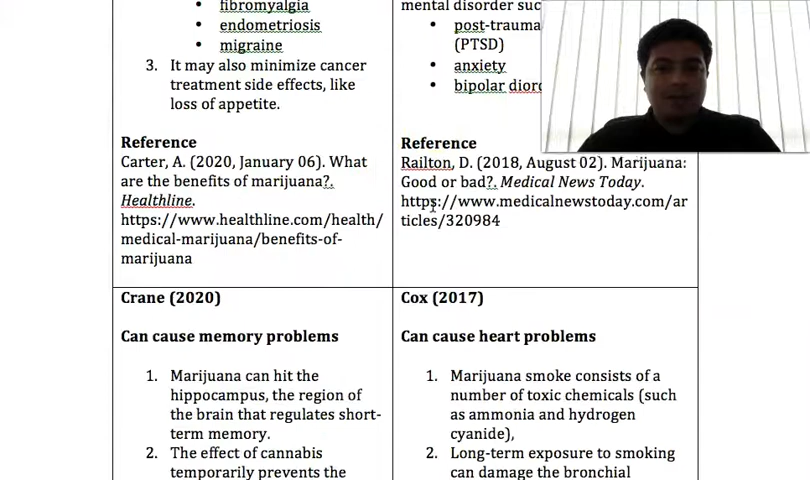 fibromyalgia
endometriosis
migraine
3. It may also minimize cancer
treatment side effects, like
loss of appetite.
Reference
Carter, A. (2020, January 06). What
are the benefits of marijuana?.
Healthline.
https://www.healthline.com/health/
medical-marijuana/benefits-of-
marijuana
mental disorder suc
post-trauma
(PTSD)
anxiety
bipolar diord
Reference
Railton, D. (2018, August 02). Marijuana:
Good or bad?. Medical News Today.
https://www.medicalnewstoday.com/ar
ticles/320984
Crane (2020)
Can cause memory problems
1. Marijuana can hit the
hippocampus, the region of
the brain that regulates short-
term memory.
2. The effect of cannabis
temporarily prevents the
Cox (2017)
Can cause heart problems
1. Marijuana smoke consists of a
number of toxic chemicals (such
as ammonia and hydrogen
cyanide),
2. Long-term exposure to smoking
can damage the bronchial